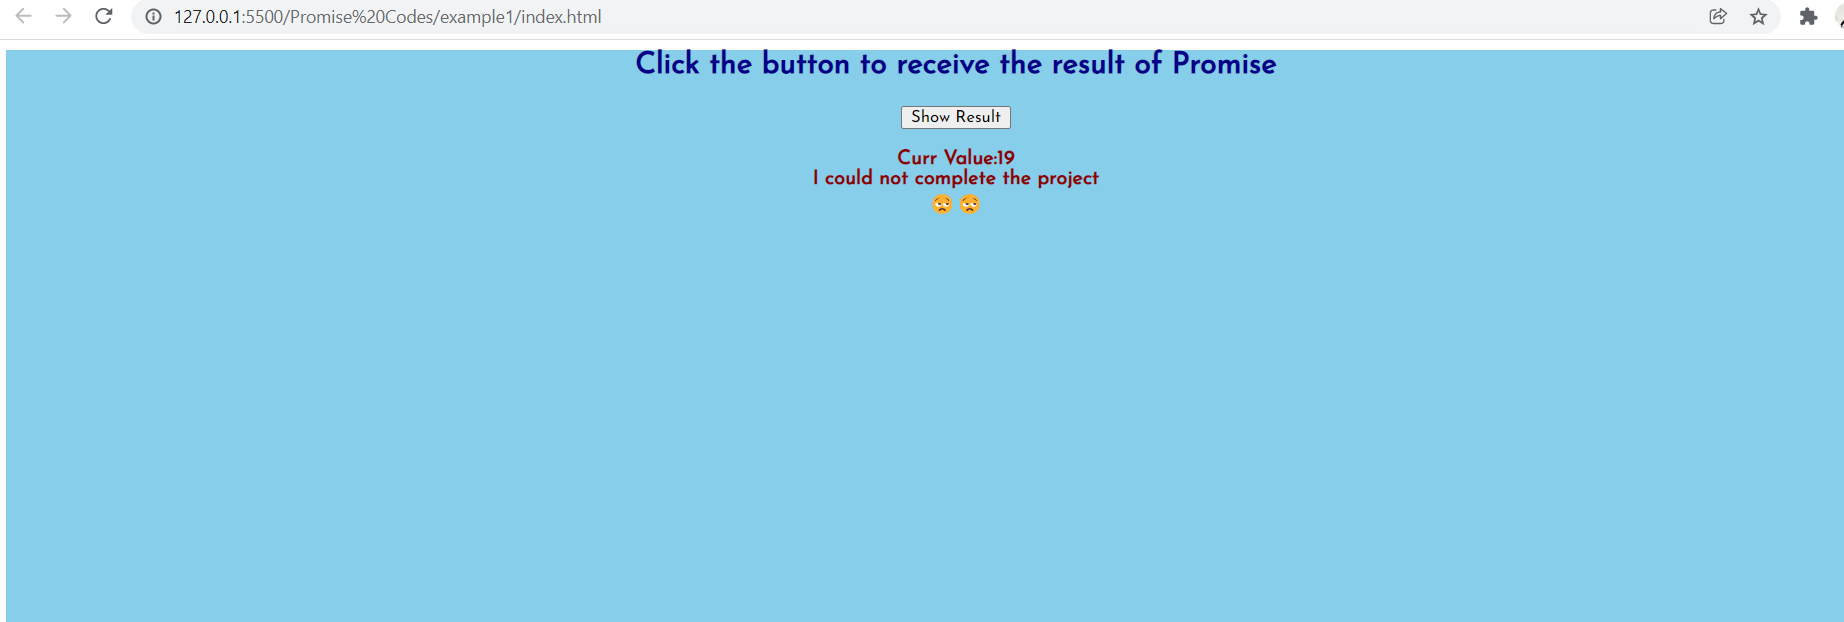 127.0.0.1:5500/Promise%20Codes/example1/index.html
Click the button to receive the result of Promise
Show Result
Curr Value:19
I could not complete the project
😞 😞